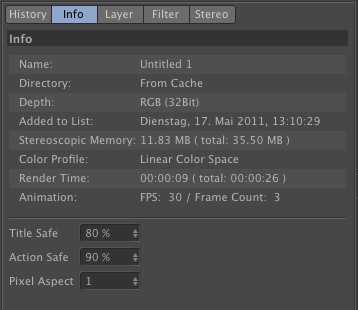 History Info Layer Filter Stereo
Info
Name: Untitled 1
Directory: From Cache
Depth: RGB (32Bit)
Added to List: Dienstag, 17. Mai 2011, 13:10:29
Stereoscopic Memory: 11.83 MB ( total: 35.50 MB )
Color Profile: Linear Color Space
Render Time: 00:00:09 ( total: 00:00:26 )
Animation: FPS: 30 / Frame Count: 3
Title Safe 80 %
Action Safe 90 %
Pixel Aspect 1